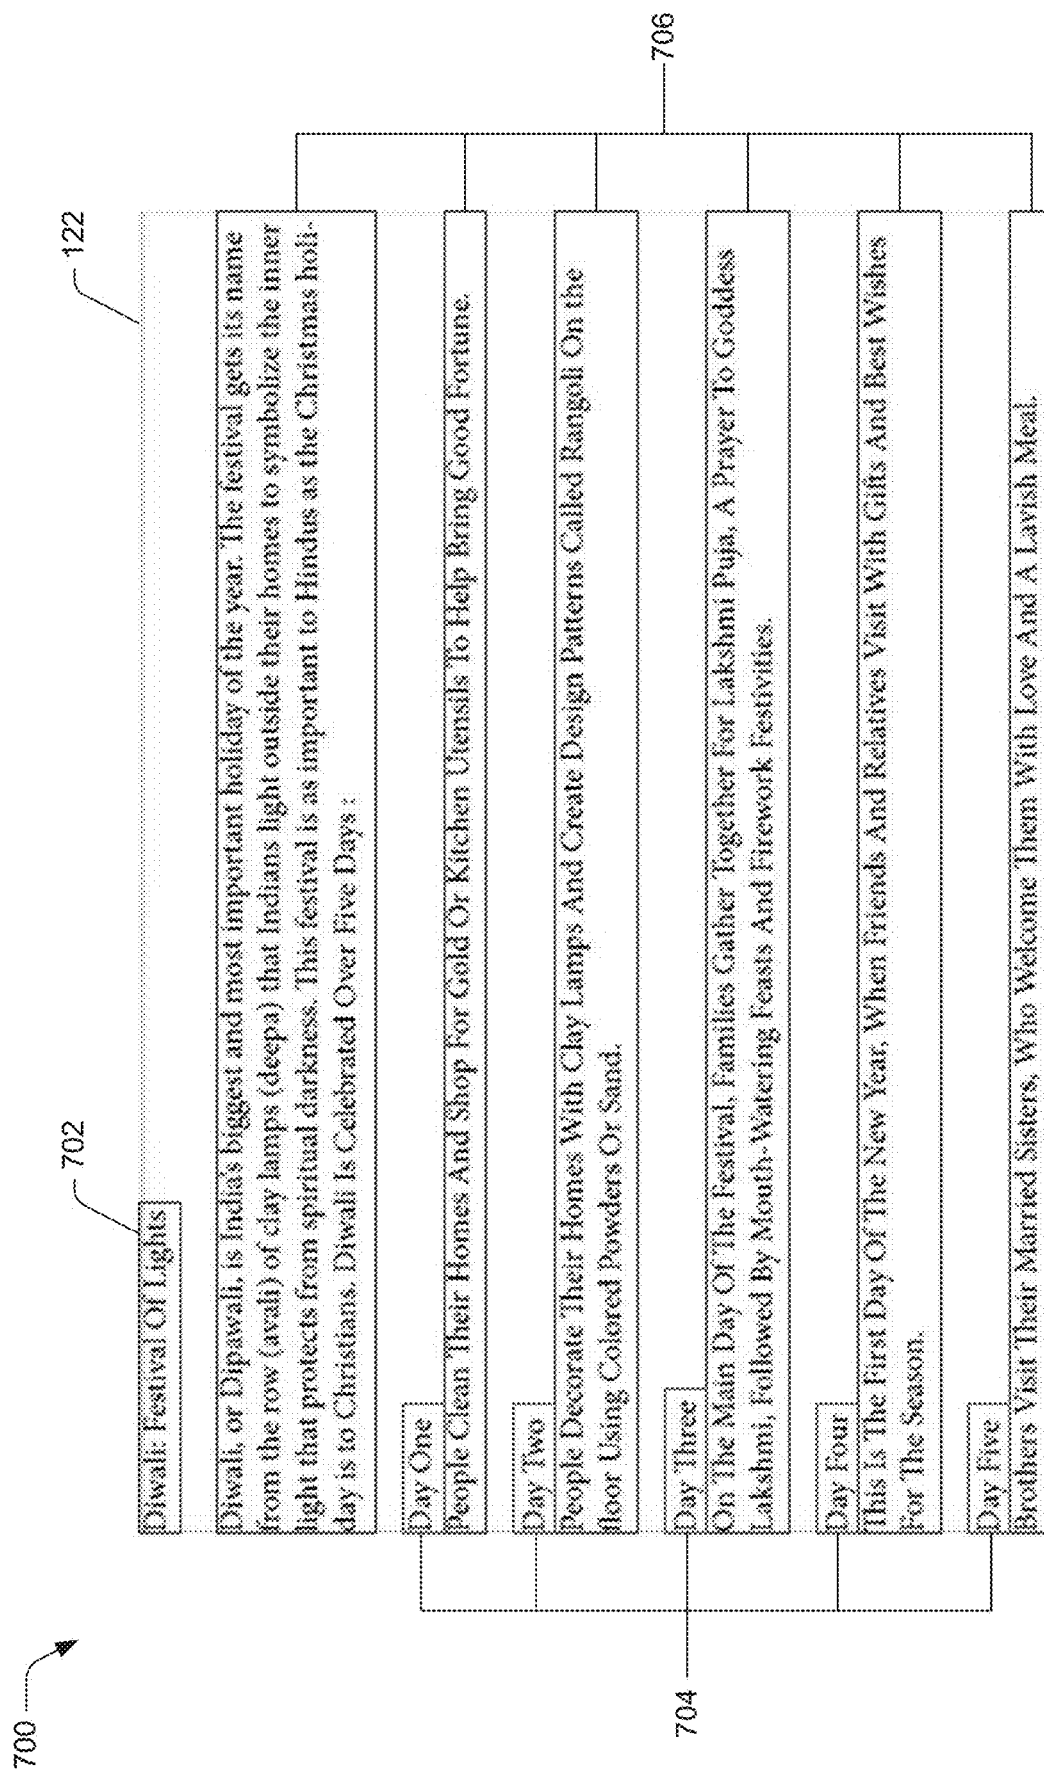 700
702
122
Diwali: Festival Of Lights
Diwali, or Dipawali, is India's biggest and most important holiday of the year. The festival gets its name
from the row (avali) of clay lamps (deepa) that Indians light outside their homes to symbolize the inner
light that protects from spiritual darkness. This festival is as important to Hindus as the Christmas holi-
day is to Christians. Diwali Is Celebrated Over Five Days :
Day One
People Clean Their Homes And Shop For Gold Or Kitchen Utensils To Help Bring Good Fortune.
Day Two
People Decorate Their Homes With Clay Lamps And Create Design Patterns Called Rangoli On the
floor Using Colored Powders Or Sand.
Day Three
On The Main Day Of The Festival, Families Gather Together For Lakshmi Puja, A Prayer To Goddess
Lakshmi, Followed By Mouth-Watering Feasts And Firework Festivities.
Day Four
This Is The First Day Of The New Year, When Friends And Relatives Visit With Gifts And Best Wishes
For The Season.
Day Five
Brothers Visit Their Married Sisters, Who Welcome Them With Love And A Lavish Meal.
704
706